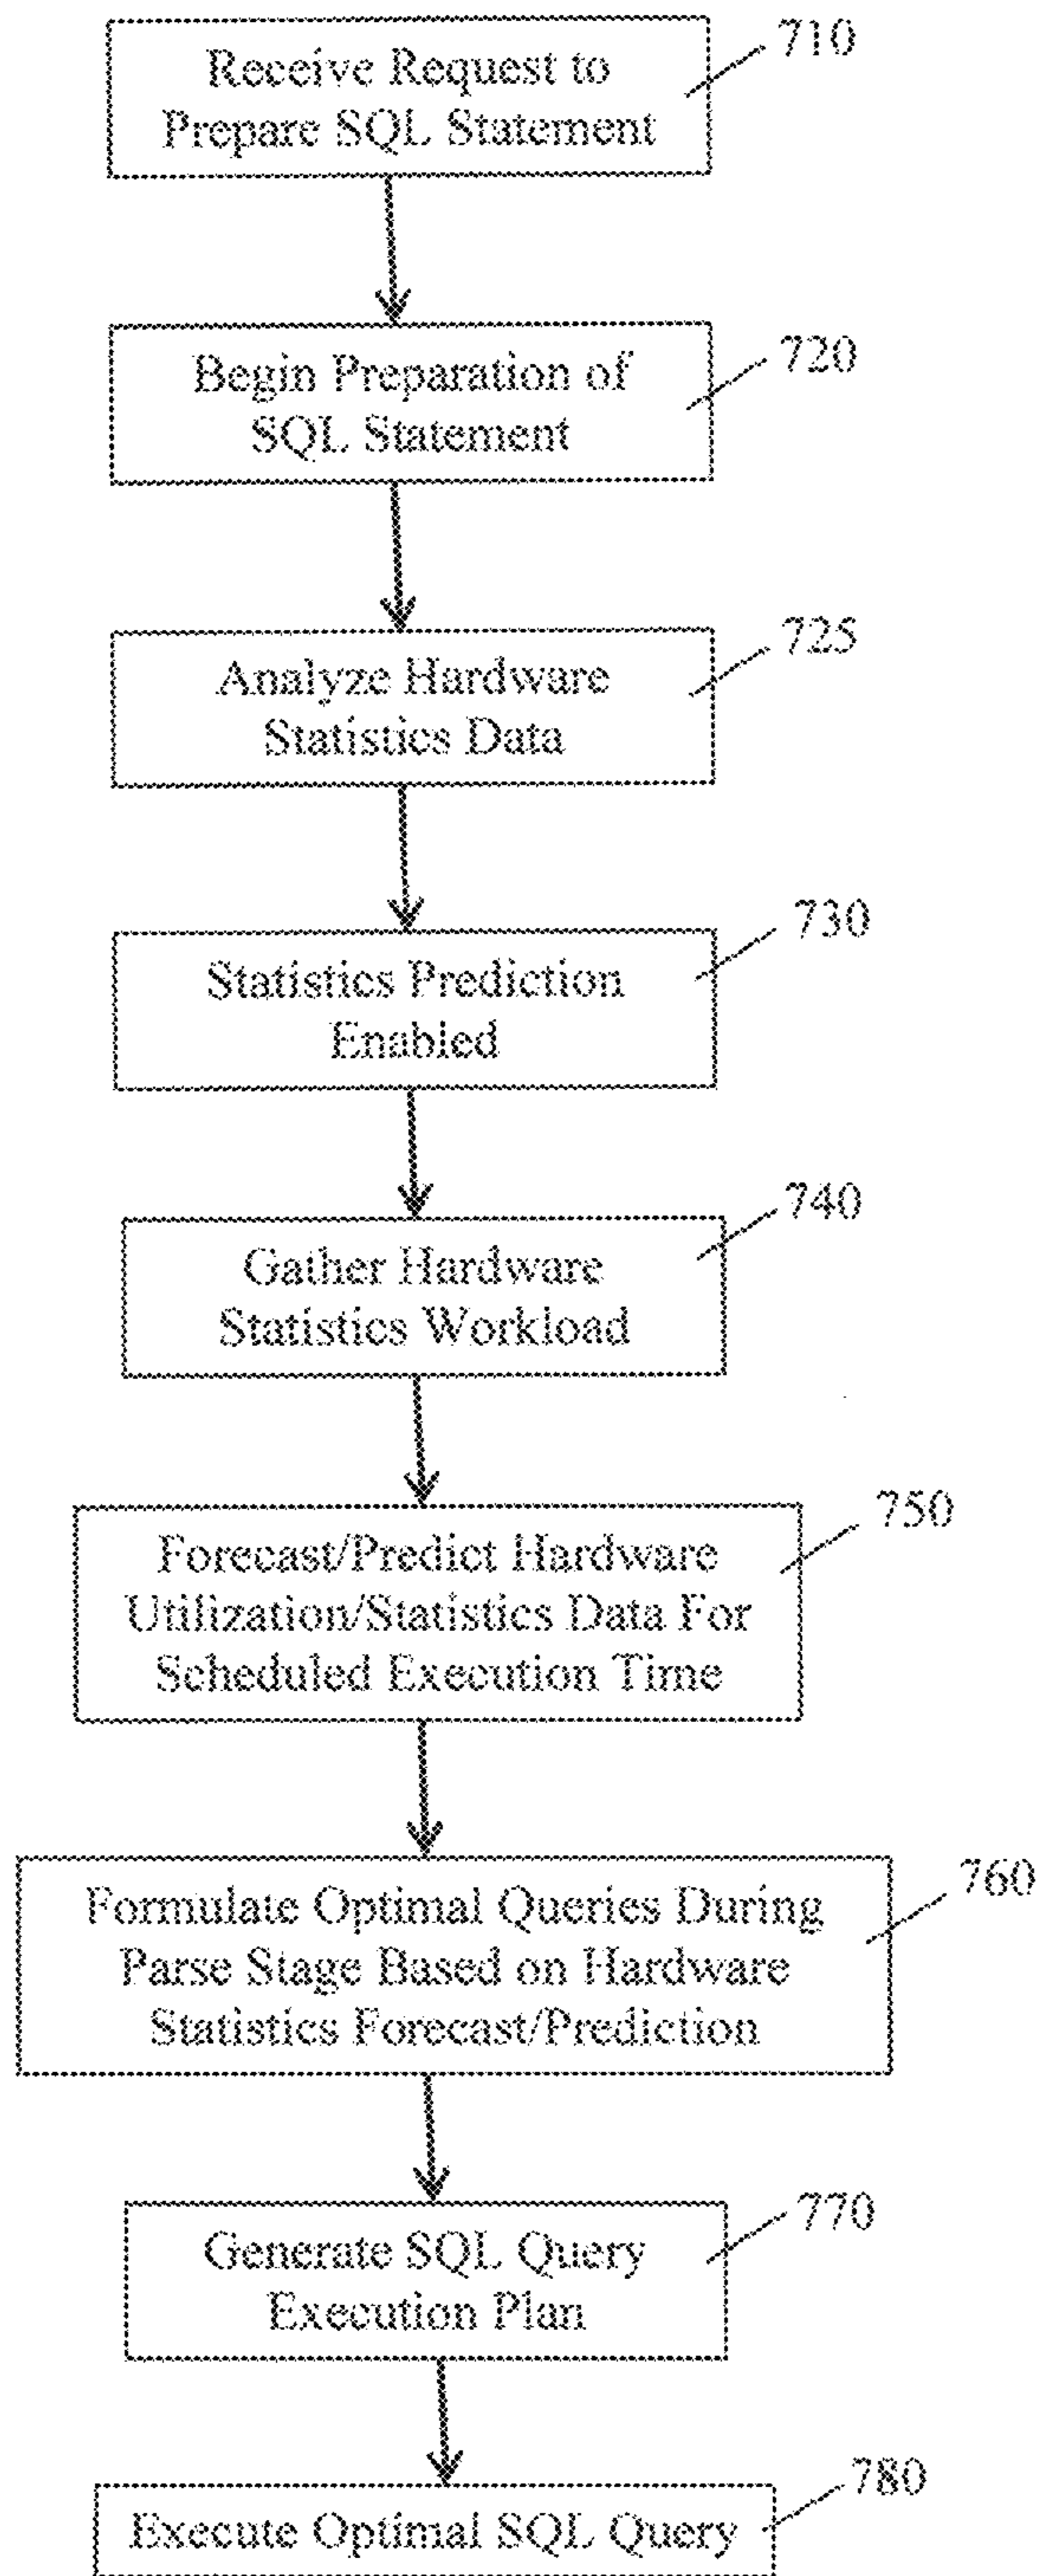 710
Receive Request to
Prepare SQL Statement
720
Begin Preparation of
SQL Statement
725
Analyze Hardware
Statistics Data
730
Statistics Prediction
Enabled
740
Gather Hardware
Statistics Workload
750
Forecast/Predict Hardware
Utilization/Statistics Data For
Scheduled Execution Time
760
Formulate Optimal Queries During
Parse Stage Based on Hardware
Statistics Forecast/Prediction
770
Generate SQL Query
Execution Plan
780
Execute Optimal SQL Query